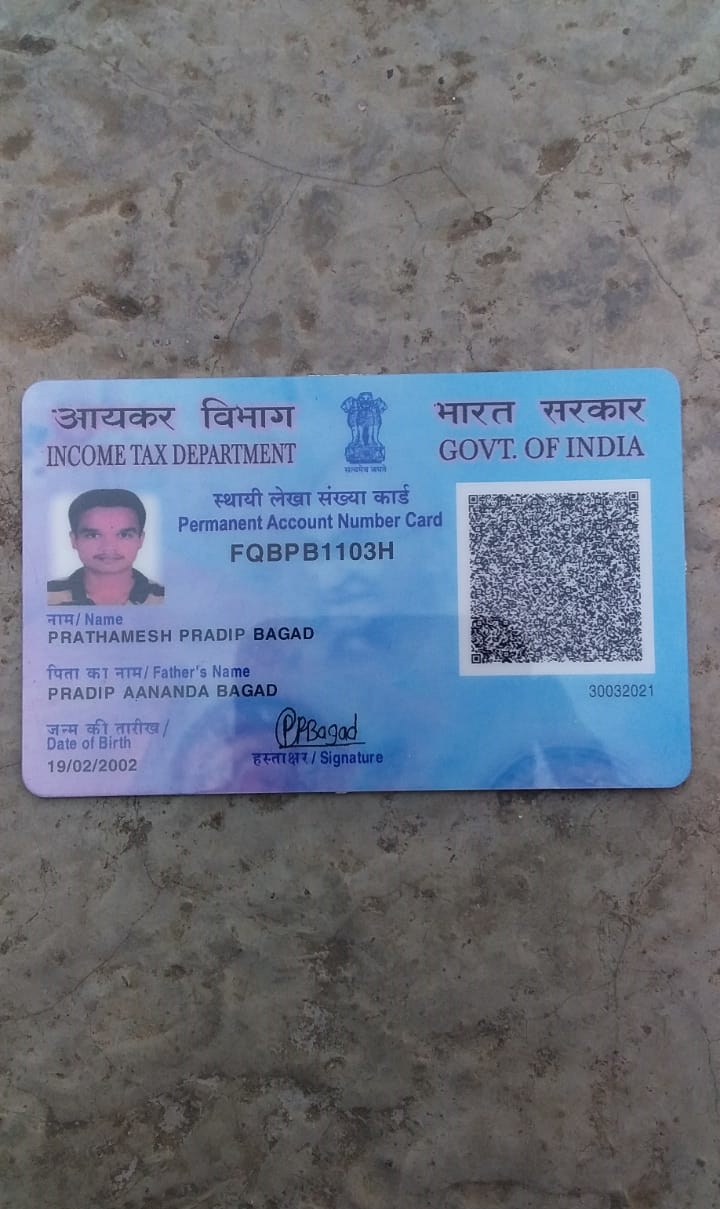 आयकर विभाग
INCOME TAX DEPARTMENT
सत्यमेव जयते
भारत सरकार
GOVT. OF INDIA
स्थायी लेखा संख्या कार्ड
Permanent Account Number Card
FQBPB1103H
नाम / Name
PRATHAMESH PRADIP BAGAD
पिता का नाम / Father's Name
PRADIP AANANDA BAGAD
30032021
जन्म की तारीख /
Date of Birth
19/02/2002
PPBagad
हस्ताक्षर / Signature